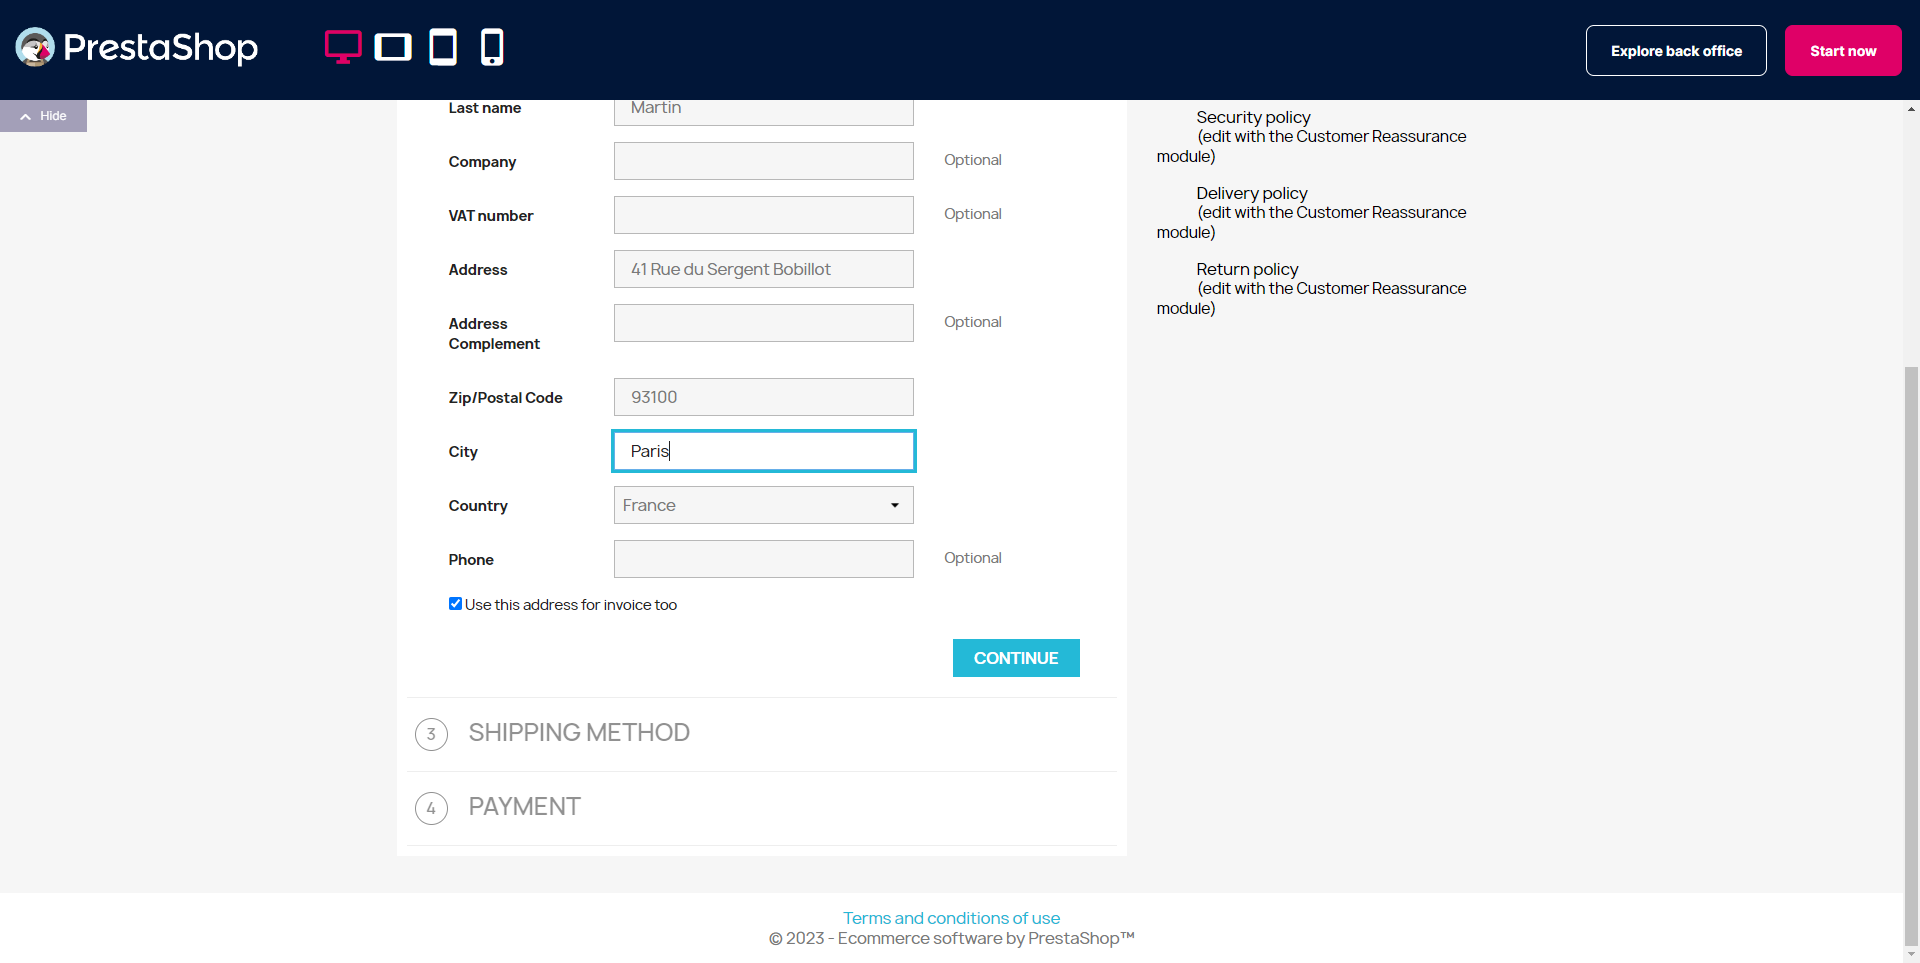 PrestaShop
Explore back office
Start now
Hide
Last name
Martin
Company
Optional
VAT number
Optional
Address
41 Rue du Sergent Bobillot
Address
Complement
Optional
Zip/Postal Code
93100
City
Paris
Country
France
Phone
Optional
Use this address for invoice too
CONTINUE
3 SHIPPING METHOD
4 PAYMENT
Security policy
(edit with the Customer Reassurance
module)
Delivery policy
(edit with the Customer Reassurance
module)
Return policy
(edit with the Customer Reassurance
module)
Terms and conditions of use
© 2023 - Ecommerce software by PrestaShop™